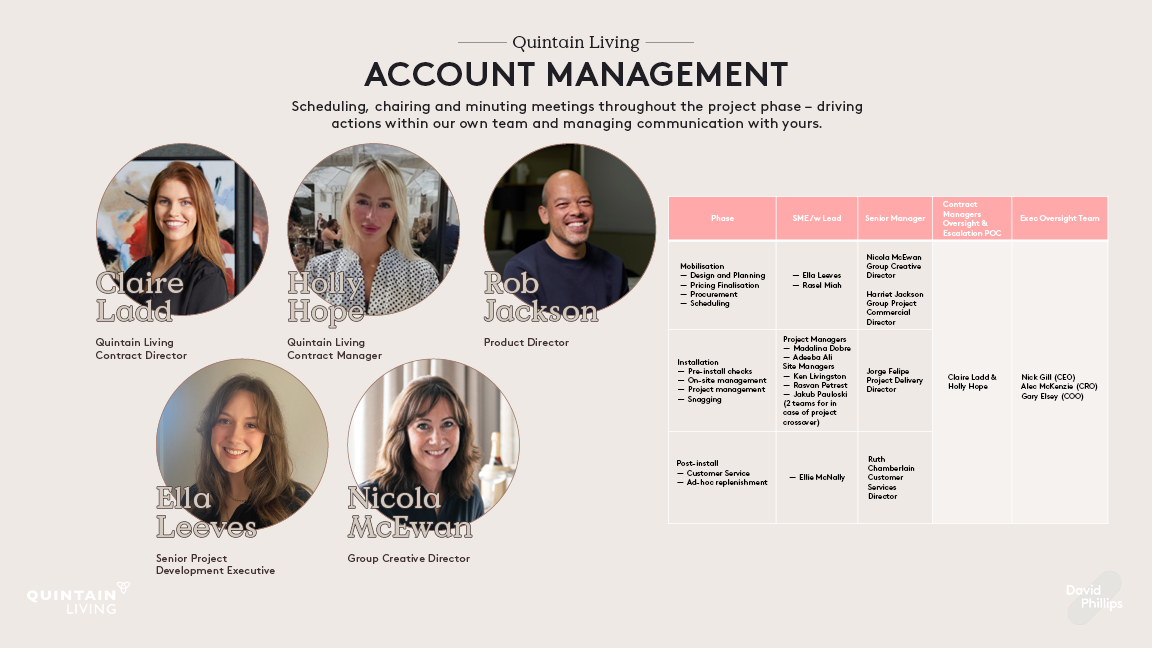 Quintain Living
ACCOUNT MANAGEMENT
Scheduling, chairing and minuting meetings throughout the project phase – driving
actions within our own team and managing communication with yours.
Claire
Ladd
Quintain Living
Contract Director
Holly
Hope
Quintain Living
Contract Manager
Rob
Jackson
Product Director
Ella
Leeves
Senior Project
Development Executive
Nicola
McEwan
Group Creative Director
Phase
SME/w Lead
Senior Manager
Contract
Managers
Oversight &
Escalation POC
Exec Oversight Team
Mobilisation
— Design and Planning
— Pricing Finalisation
— Procurement
— Scheduling
— Ella Leeves
— Rasel Miah
Nicola McEwan
Group Creative
Director
Harriet Jackson
Group Project
Commercial
Director
Installation
— Pre-install checks
— On-site management
— Project management
— Snagging
Project Managers
— Madalina Dobre
— Adeeba Ali
Site Managers
— Ken Livingston
— Rasvan Petrest
— Jakub Pauloski
(2 teams for in
case of project
crossover)
Jorge Felipe
Project Delivery
Director
Claire Ladd &
Holly Hope
Nick Gill (CEO)
Alec McKenzie (CRO)
Gary Elsey (COO)
Post-install
— Customer Service
— Ad-hoc replenishment
— Ellie McNally
Ruth
Chamberlain
Customer
Services
Director
QUINTAIN
LIVING
David
Phillips